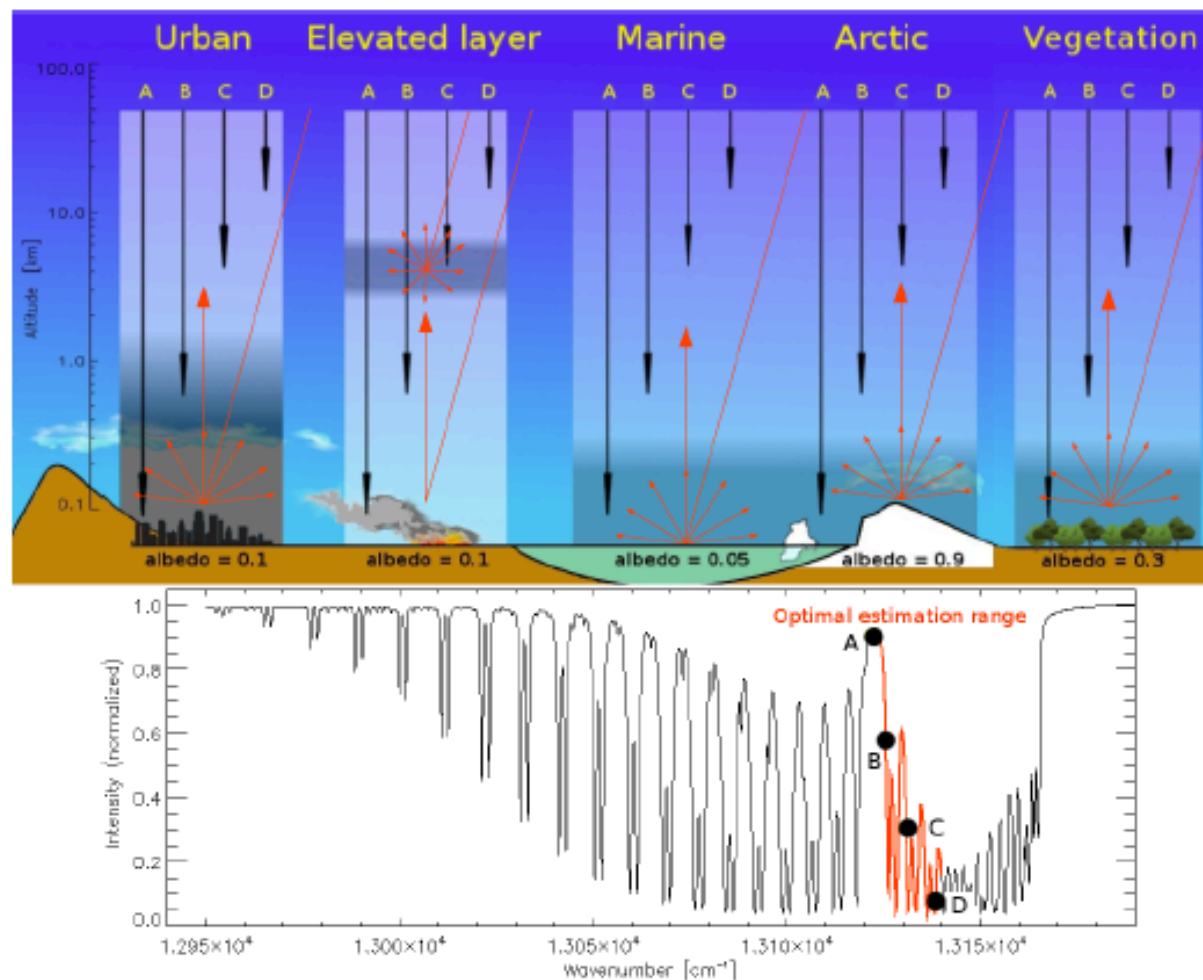 Urban Elevated layer Marine Arctic Vegetation
100.0
A B C D A B C D A B C D A B C D A B C D
10.0
Altitude [km]
1.0
0.1
albedo = 0.1 albedo = 0.1 albedo = 0.05 albedo = 0.9 albedo = 0.3
1.0
Optimal estimation range
A
0.8
Intensity (normalized)
0.6
B
0.4
C
0.2
D
0.0
1.295×10⁴ 1.300×10⁴ 1.305×10⁴ 1.310×10⁴ 1.315×10⁴
Wavenumber [cm⁻¹]